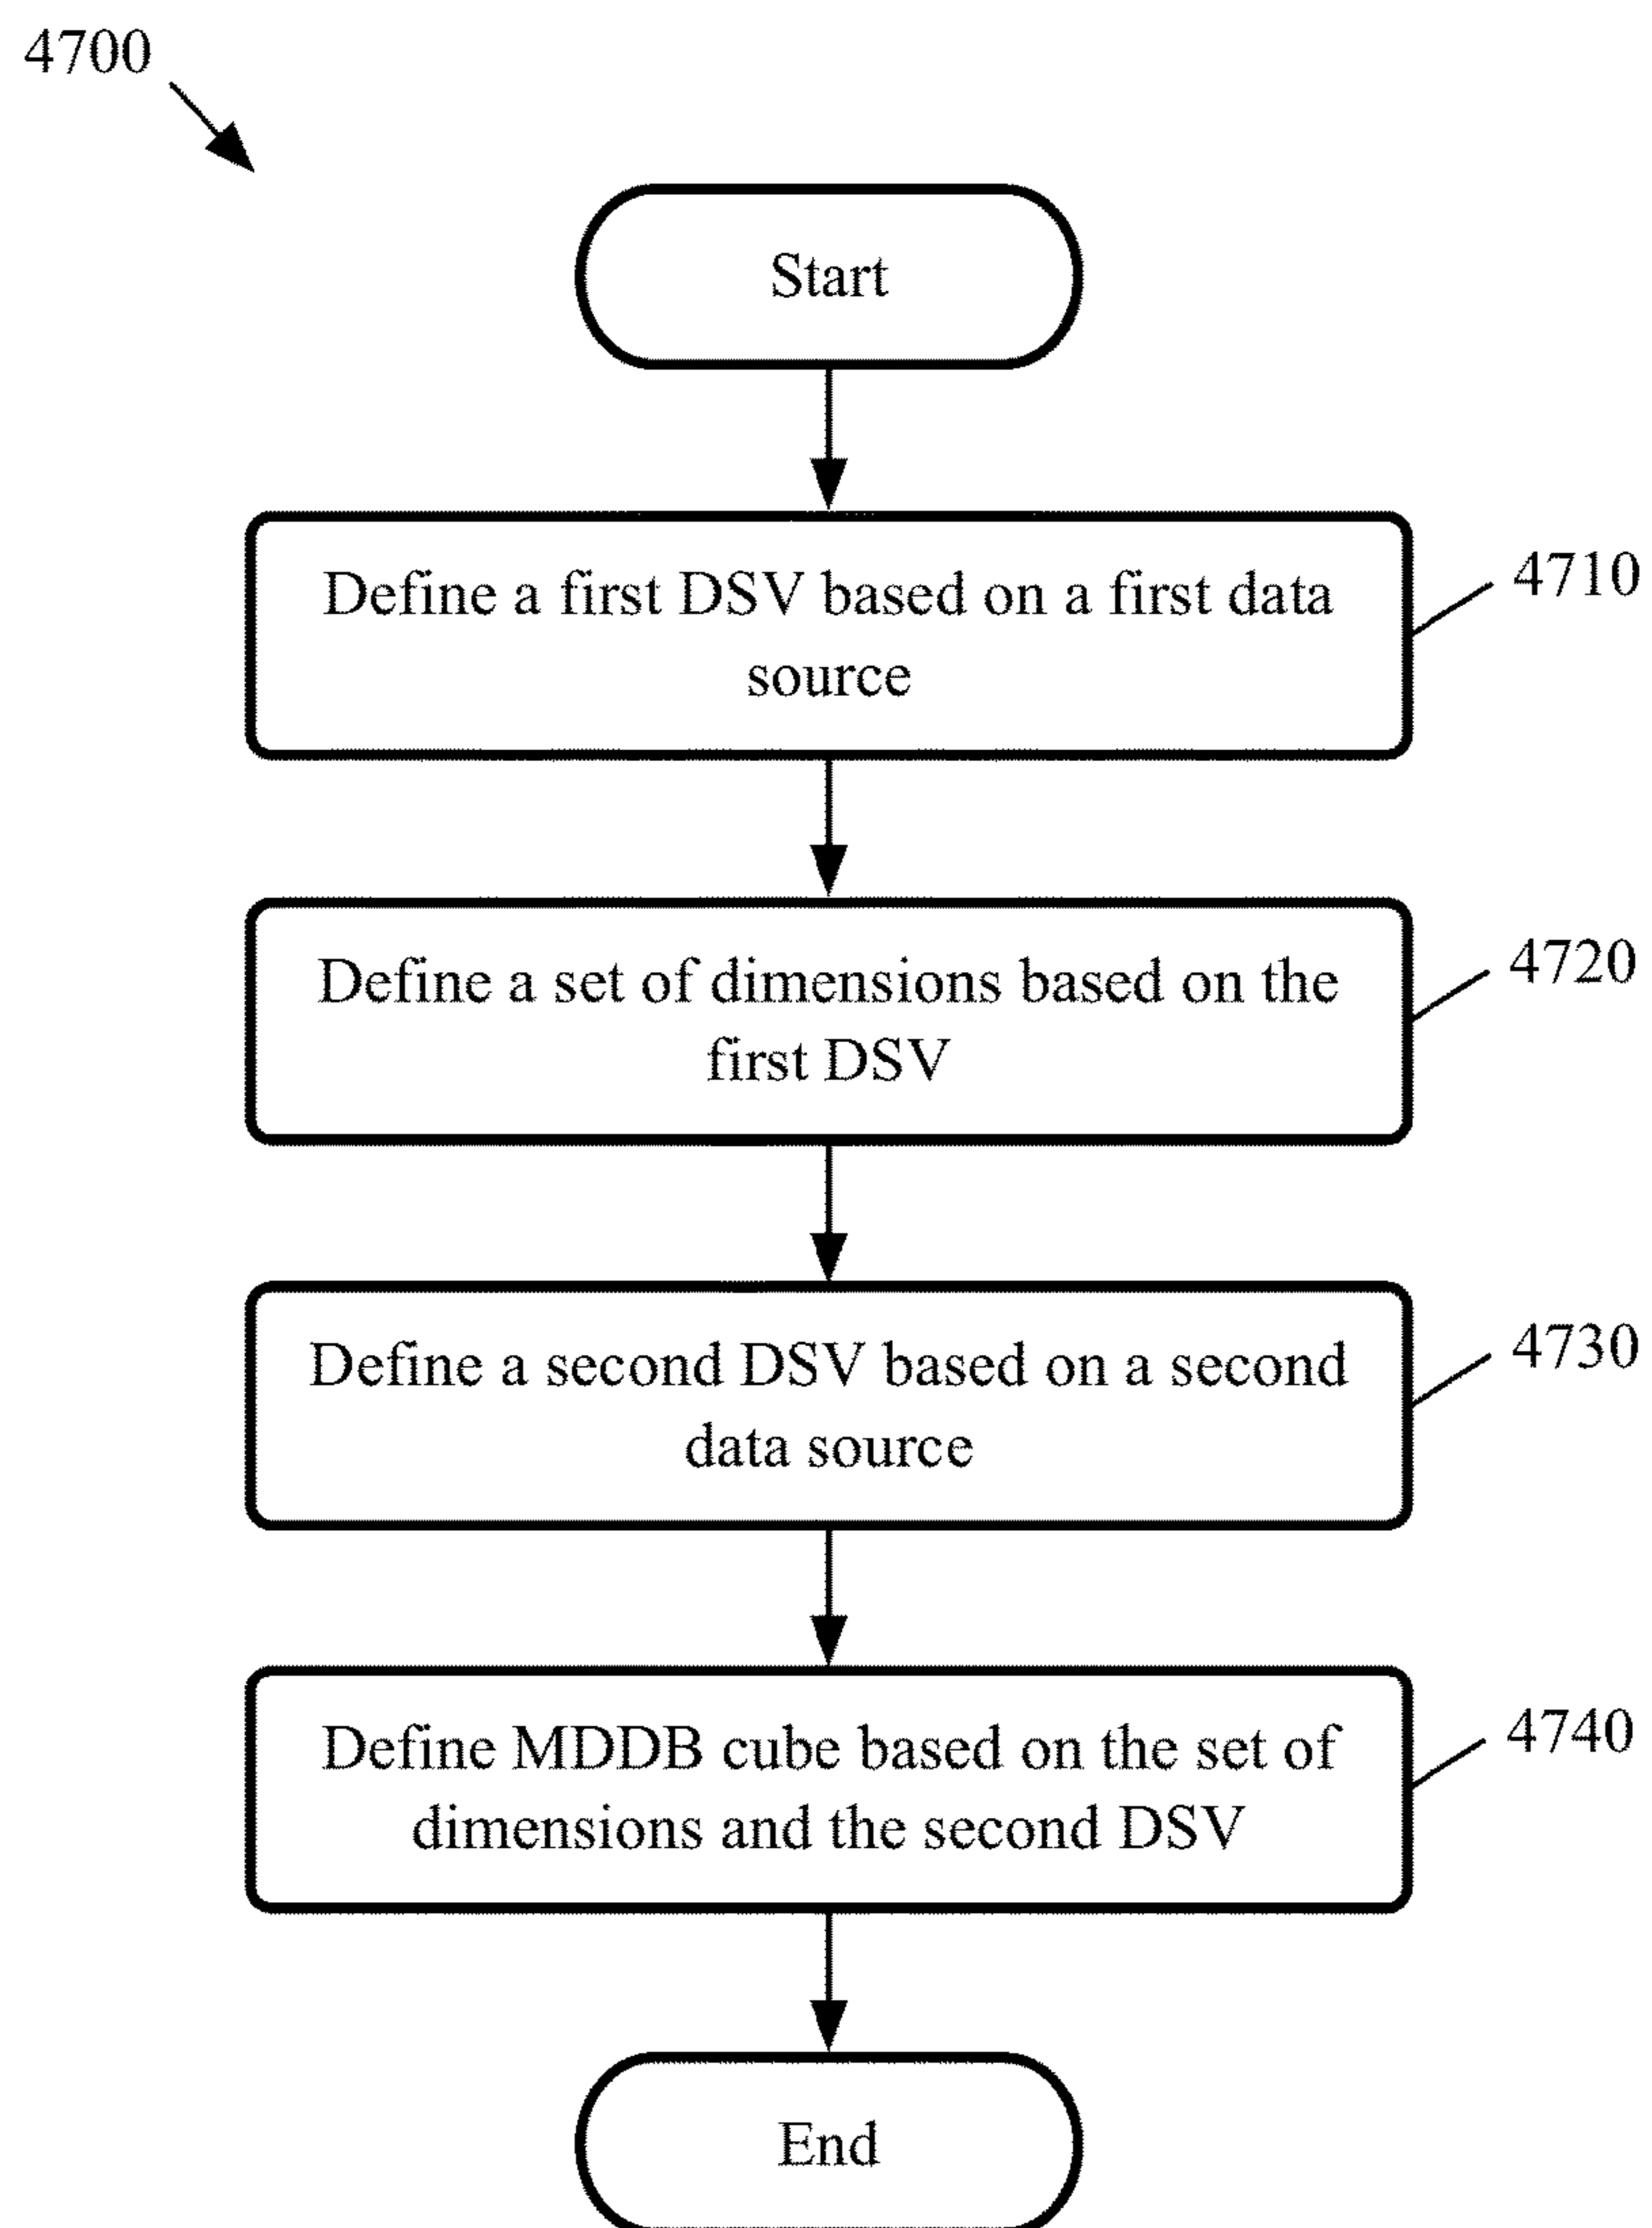 4700
Start
Define a first DSV based on a first data
source
4710
Define a set of dimensions based on the
first DSV
4720
Define a second DSV based on a second
data source
4730
Define MDDB cube based on the set of
dimensions and the second DSV
4740
End